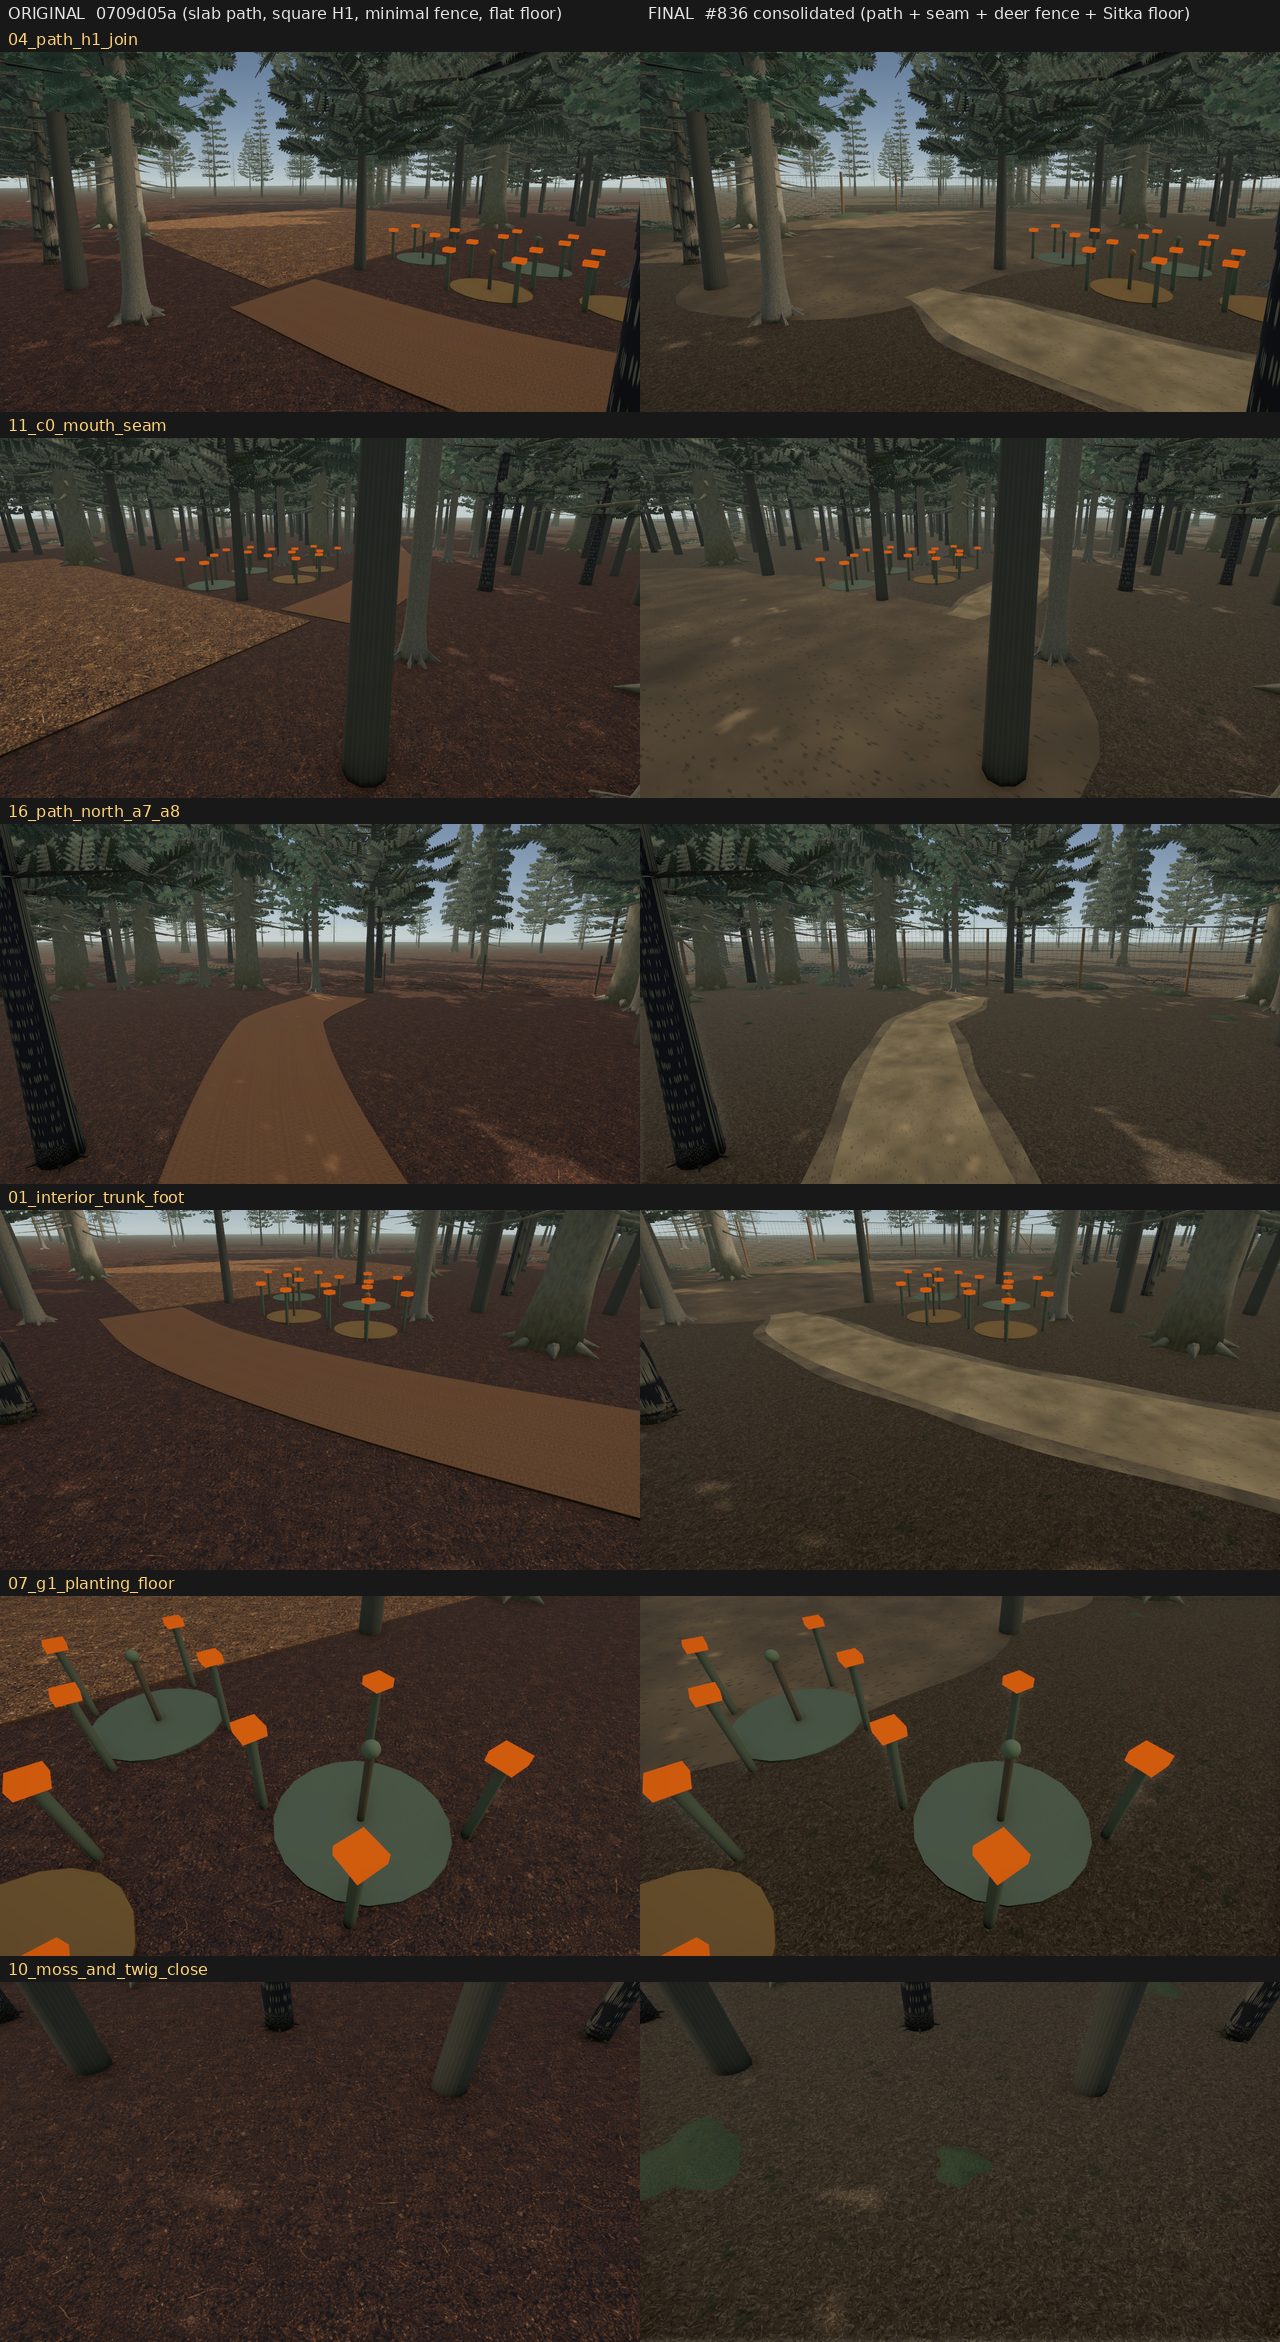 ORIGINAL  0709d05a (slab path, square H1, minimal fence, flat floor)
FINAL  #836 consolidated (path + seam + deer fence + Sitka floor)
04_path_h1_join
11_c0_mouth_seam
16_path_north_a7_a8
01_interior_trunk_foot
07_g1_planting_floor
10_moss_and_twig_close